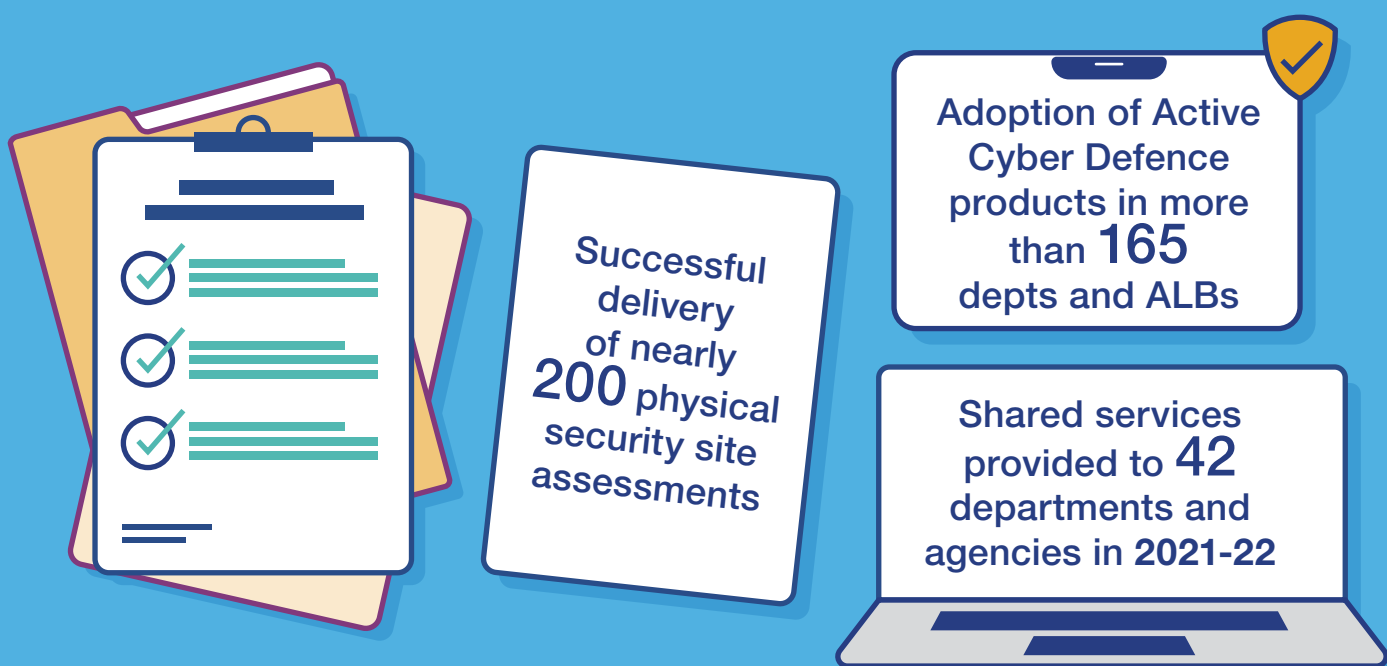 Successful
delivery
of nearly
200 physical
security site
assessments
Adoption of Active
Cyber Defence
products in more
than 165
depts and ALBs
Shared services
provided to 42
departments and
agencies in 2021-22